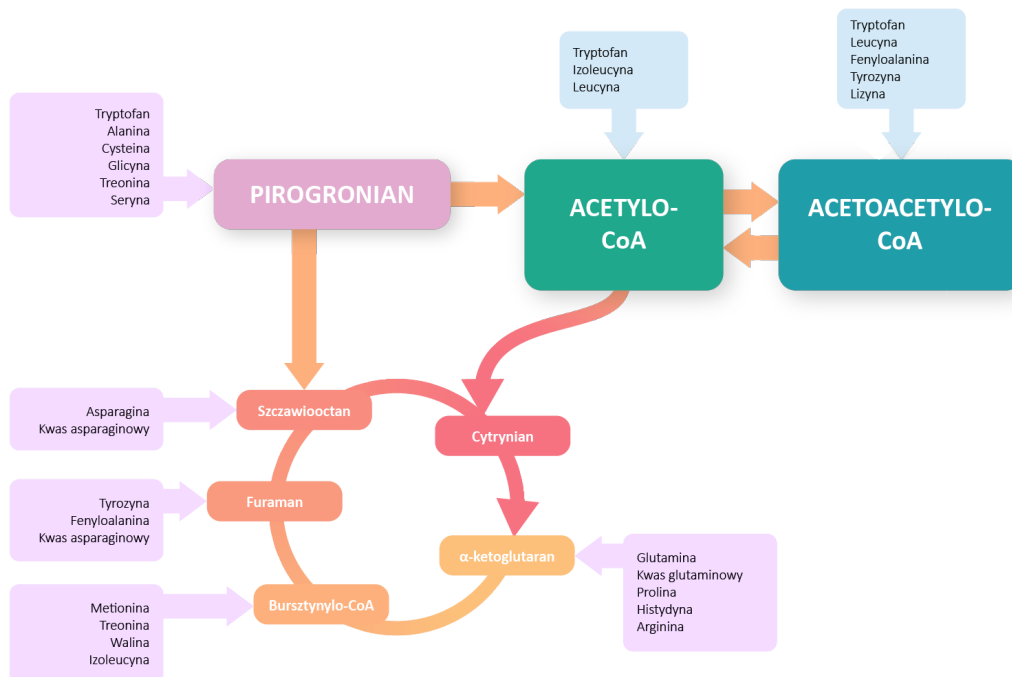 Tryptofan
Leucyna
Fenyloalanina
Tyrozyna
Lizyna
Tryptofan
Izoleucyna
Leucyna
Tryptofan
Alanina
Cysteina
Glicyna
Treonina
Seryna
PIROGRONIAN
ACETYLO-
CoA
ACETOACETYLO-
CoA
Asparagina
Kwas asparaginowy
Szczawiooctan
Cytrynian
Tyrozyna
Fenyloalanina
Kwas asparaginowy
Furaman
α-ketoglutaran
Glutamina
Kwas glutaminowy
Prolina
Histydyna
Arginina
Metionina
Treonina
Walina
Izoleucyna
Bursztynylo-CoA